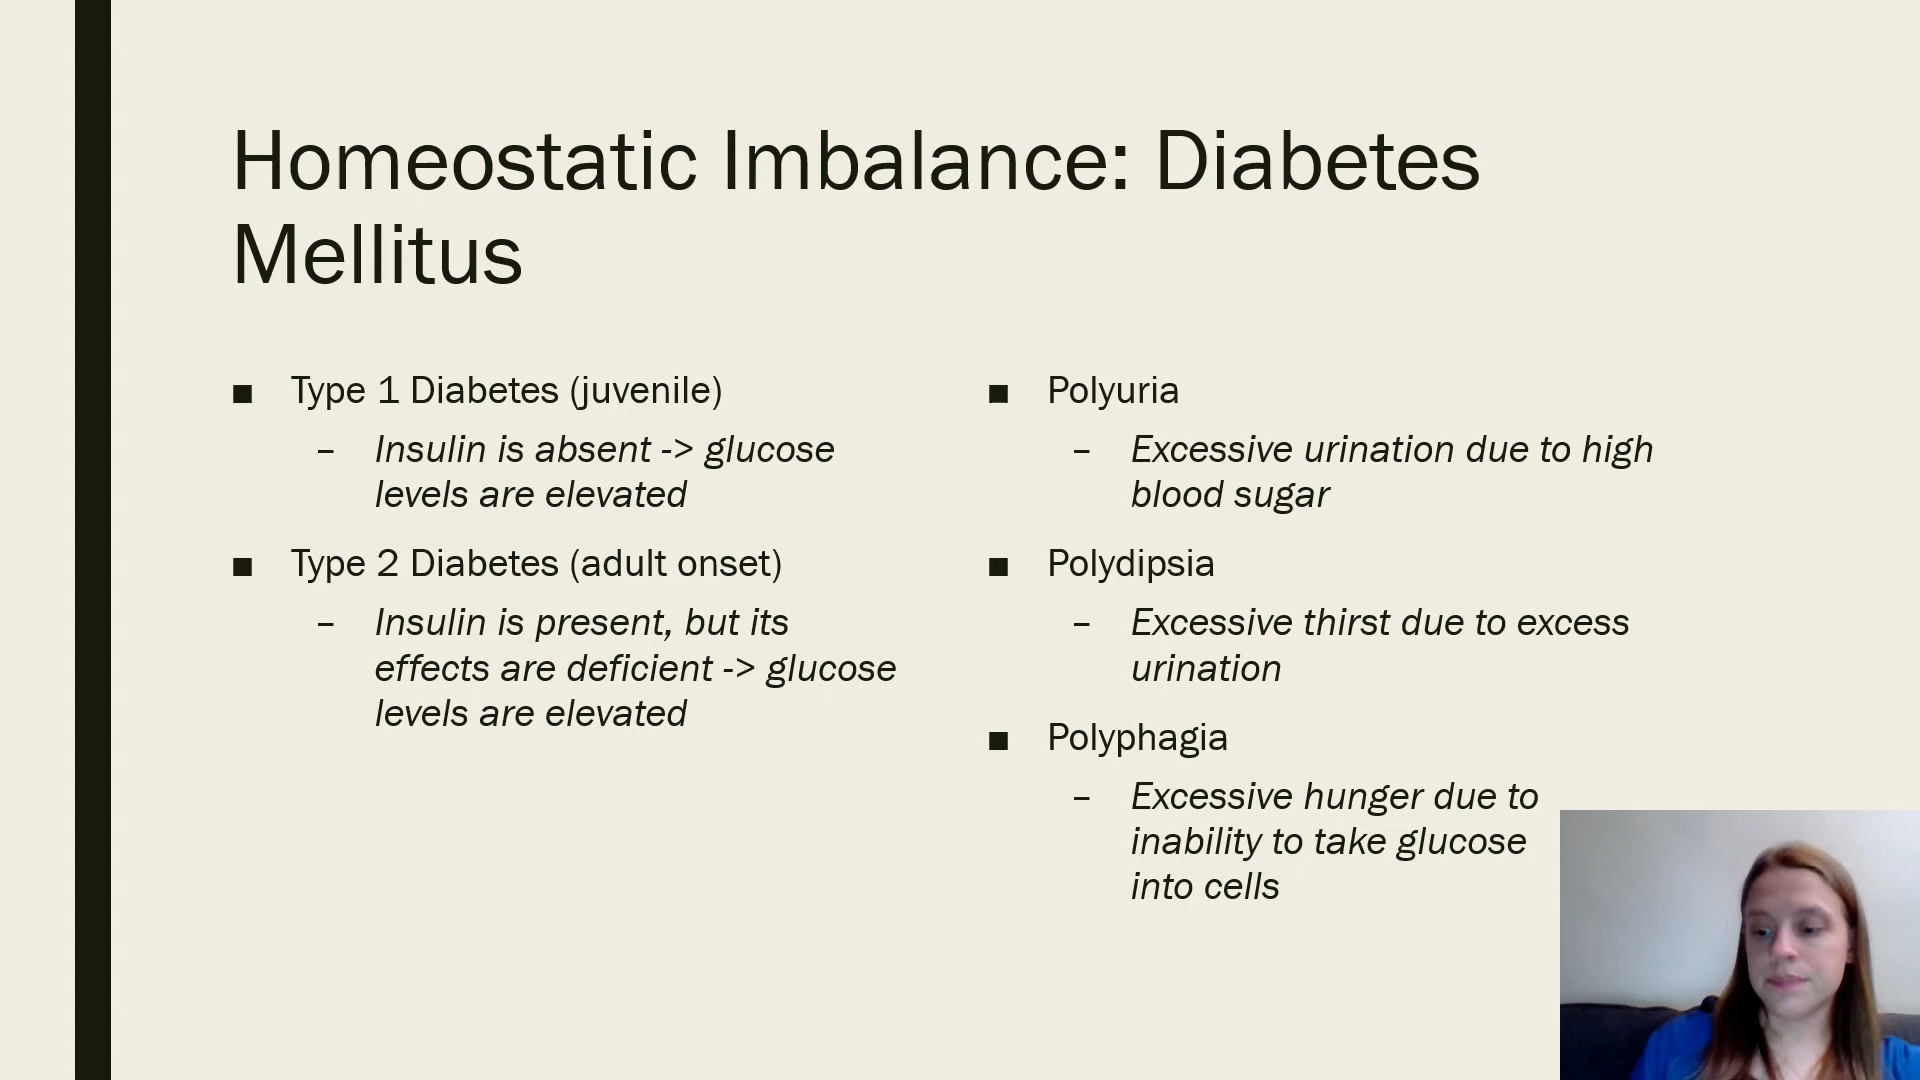 Homeostatic Imbalance: Diabetes
Mellitus
■ Type 1 Diabetes (juvenile)
– Insulin is absent -> glucose
levels are elevated
■ Type 2 Diabetes (adult onset)
– Insulin is present, but its
effects are deficient -> glucose
levels are elevated
■ Polyuria
– Excessive urination due to high
blood sugar
■ Polydipsia
– Excessive thirst due to excess
urination
■ Polyphagia
– Excessive hunger due to
inability to take glucose
into cells